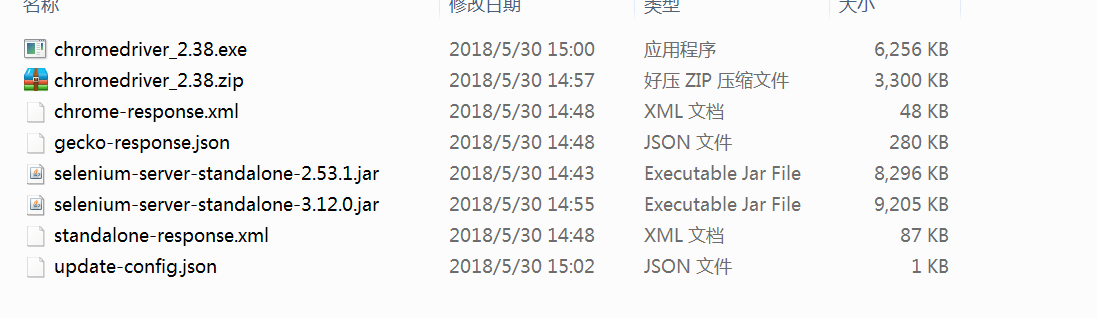 名称 修改日期 类型 大小
chromedriver_2.38.exe 2018/5/30 15:00 应用程序 6,256 KB
chromedriver_2.38.zip 2018/5/30 14:57 好压 ZIP 压缩文件 3,300 KB
chrome-response.xml 2018/5/30 14:48 XML 文档 48 KB
gecko-response.json 2018/5/30 14:48 JSON 文件 280 KB
selenium-server-standalone-2.53.1.jar 2018/5/30 14:43 Executable Jar File 8,296 KB
selenium-server-standalone-3.12.0.jar 2018/5/30 14:55 Executable Jar File 9,205 KB
standalone-response.xml 2018/5/30 14:48 XML 文档 87 KB
update-config.json 2018/5/30 15:02 JSON 文件 1 KB